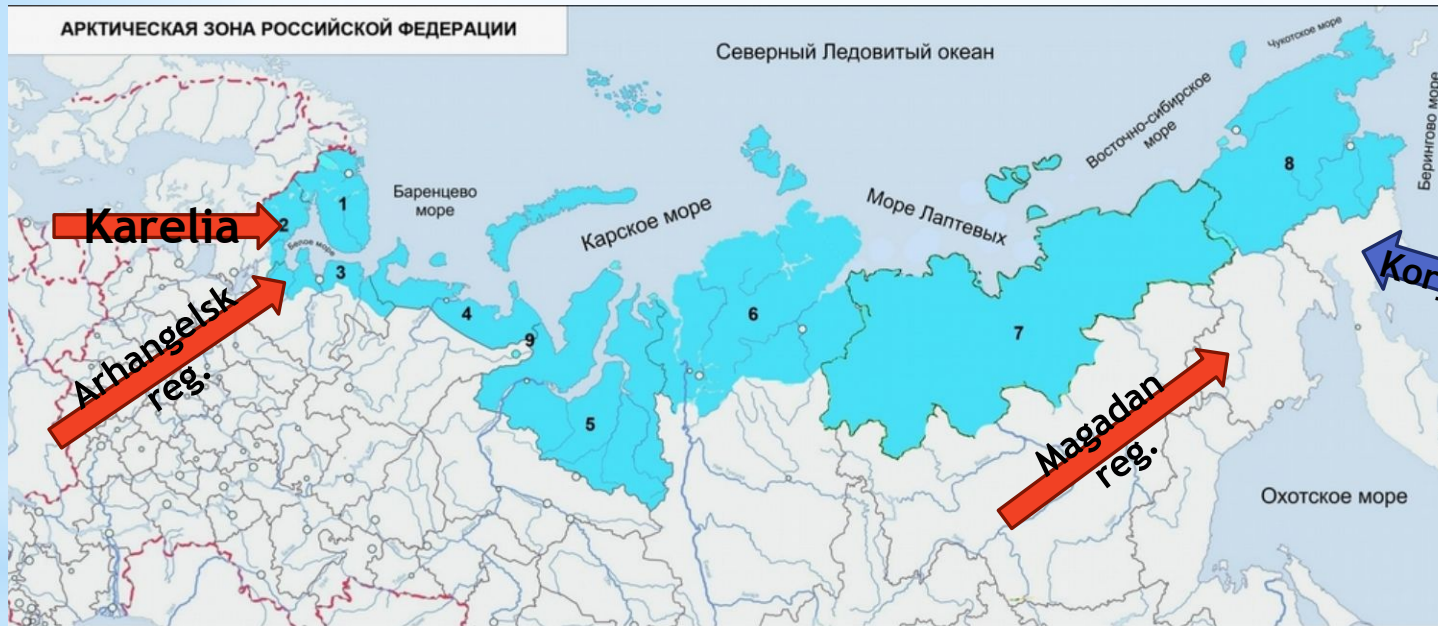 АРКТИЧЕСКАЯ ЗОНА РОССИЙСКОЙ ФЕДЕРАЦИИ
Северный Ледовитый океан
Чукотское море
Восточно-сибирское
море
Берингово море
Баренцево
море
Карское море
Море Лаптевых
Белое море
Karelia
Arhangelsk
reg.
Magadan
reg.
Kory
Охотское море
1
2
3
4
9
5
6
7
8